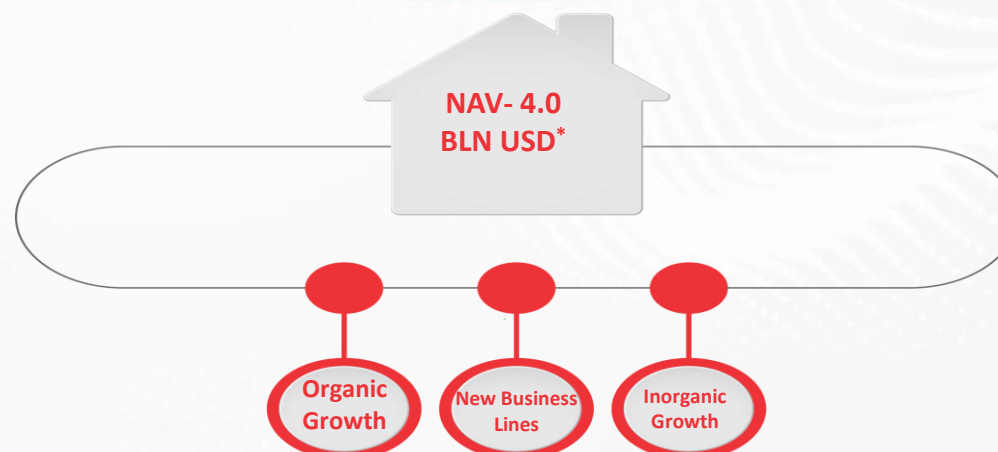 NAV- 4.0
BLN USD*
Organic
Growth
New Business
Lines
Inorganic
Growth